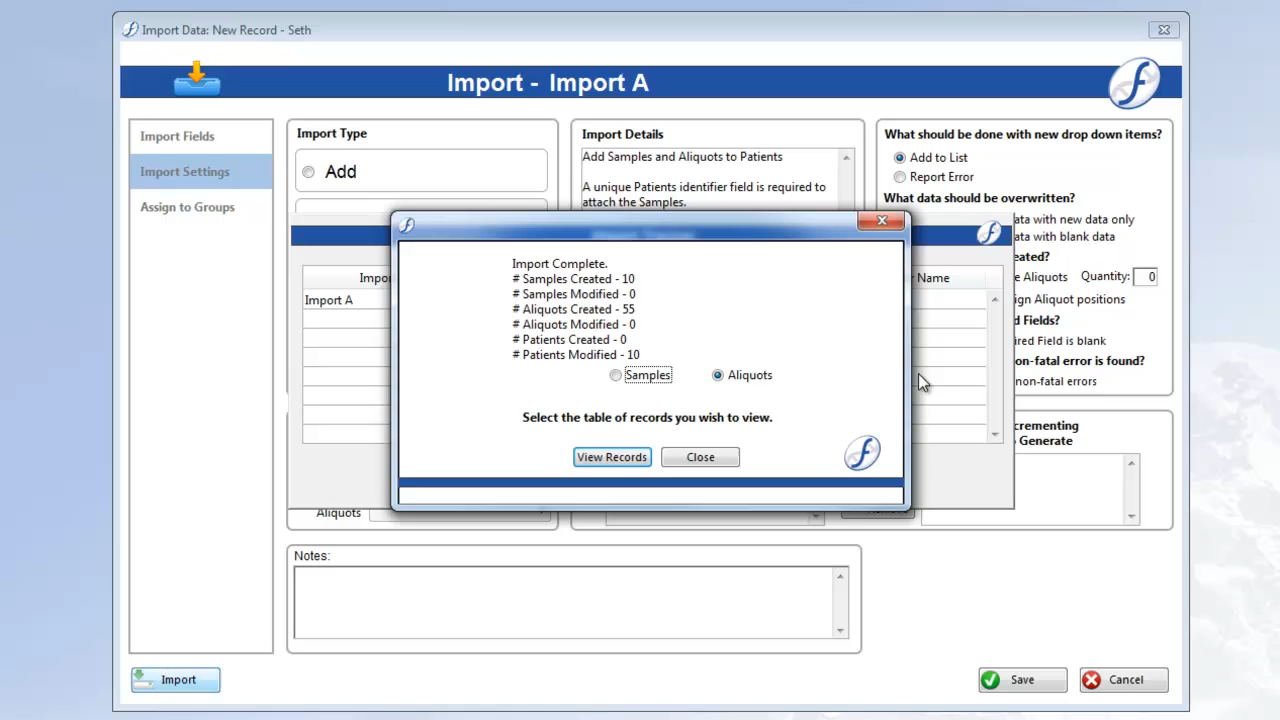 Import Data: New Record - Seth
Import - Import A
Import Fields
Import Settings
Assign to Groups
Import Type
Add
Import Details
Add Samples and Aliquots to Patients
A unique Patients identifier field is required to
attach the Samples.
What should be done with new drop down items?
Add to List
Report Error
What data should be overwritten?
ata with new data only
ata with blank data
eated?
e Aliquots Quantity: 0
ign Aliquot positions
d Fields?
ired Field is blank
on-fatal error is found?
non-fatal errors
crementing
Generate
Impor
Name
Import A
Import Complete.
# Samples Created - 10
# Samples Modified - 0
# Aliquots Created - 55
# Aliquots Modified - 0
# Patients Created - 0
# Patients Modified - 10
Samples
Aliquots
Select the table of records you wish to view.
View Records
Close
Aliquots
Notes:
Import
Save
Cancel